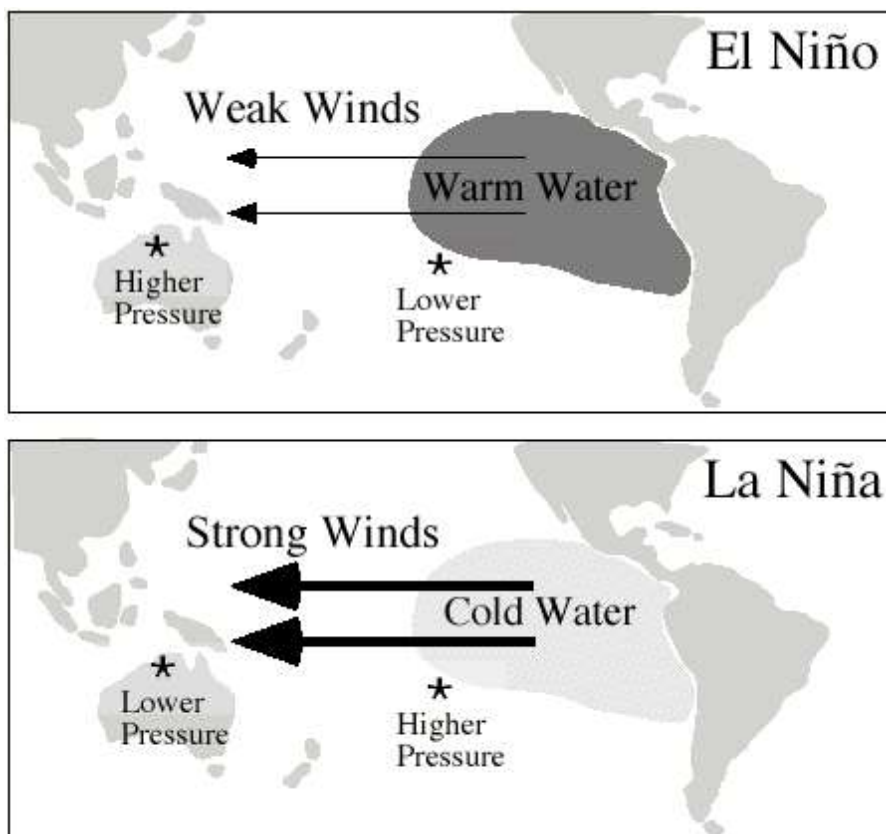 El Niño
Weak Winds
Warm Water
*
Higher
Pressure
*
Lower
Pressure
La Niña
Strong Winds
Cold Water
*
Lower
Pressure
*
Higher
Pressure